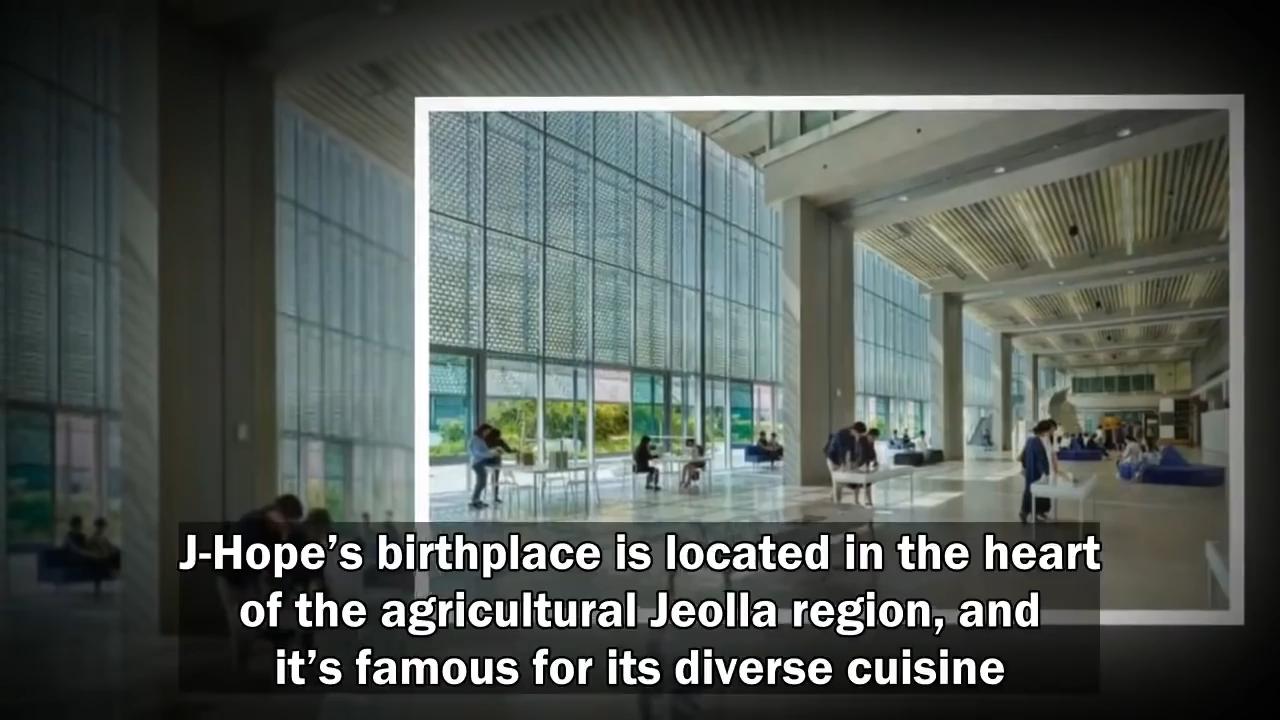 J-Hope’s birthplace is located in the heart
of the agricultural Jeolla region, and
it’s famous for its diverse cuisine